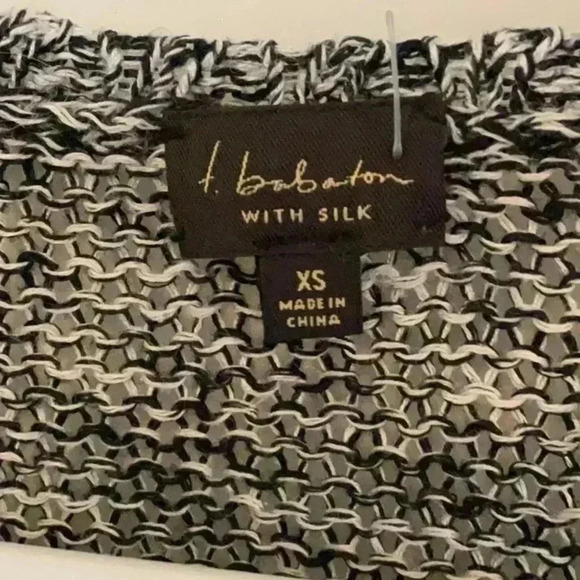 t. babaton
WITH SILK
XS
MADE IN
CHINA